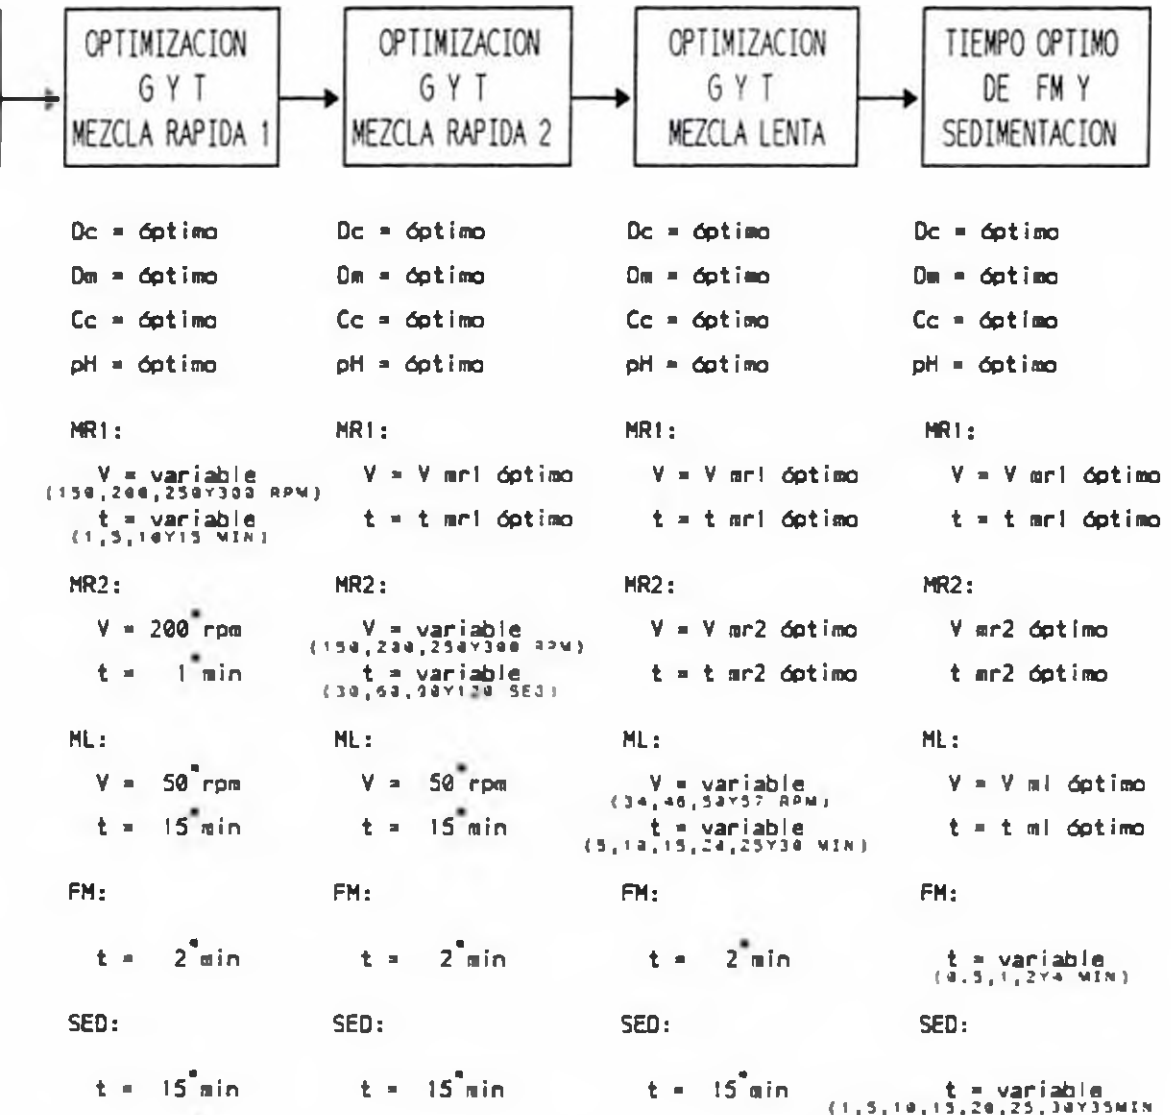 OPTIMIZACION
G Y T
MEZCLA RAPIDA 1
OPTIMIZACION
G Y T
MEZCLA RAPIDA 2
OPTIMIZACION
G Y T
MEZCLA LENTA
TIEMPO OPTIMO
DE FM Y
SEDIMENTACION
Dc = óptimo
Dm = óptimo
Cc = óptimo
pH = óptimo
MR1:
V = variable
(150,200,250Y300 RPM)
t = variable
(1,5,10Y15 MIN)
MR2:
V = 200*rpm
t = 1*min
ML:
V = 50*rpm
t = 15*min
FM:
t = 2*min
SED:
t = 15*min
Dc = óptimo
Dm = óptimo
Cc = óptimo
pH = óptimo
MR1:
V = V mr1 óptimo
t = t mr1 óptimo
MR2:
V = variable
(150,200,250Y300 RPM)
t = variable
(30,60,90Y120 SEG)
ML:
V = 50*rpm
t = 15*min
FM:
t = 2*min
SED:
t = 15*min
Dc = óptimo
Dm = óptimo
Cc = óptimo
pH = óptimo
MR1:
V = V mr1 óptimo
t = t mr1 óptimo
MR2:
V = V mr2 óptimo
t = t mr2 óptimo
ML:
V = variable
(34,46,50Y57 RPM)
t = variable
(5,10,15,20,25Y30 MIN)
FM:
t = 2*min
SED:
t = 15*min
Dc = óptimo
Dm = óptimo
Cc = óptimo
pH = óptimo
MR1:
V = V mr1 óptimo
t = t mr1 óptimo
MR2:
V mr2 óptimo
t mr2 óptimo
ML:
V = V ml óptimo
t = t ml óptimo
FM:
t = variable
(0.5,1,2Y4 MIN)
SED:
t = variable
(1,5,10,15,20,25,30Y35MIN